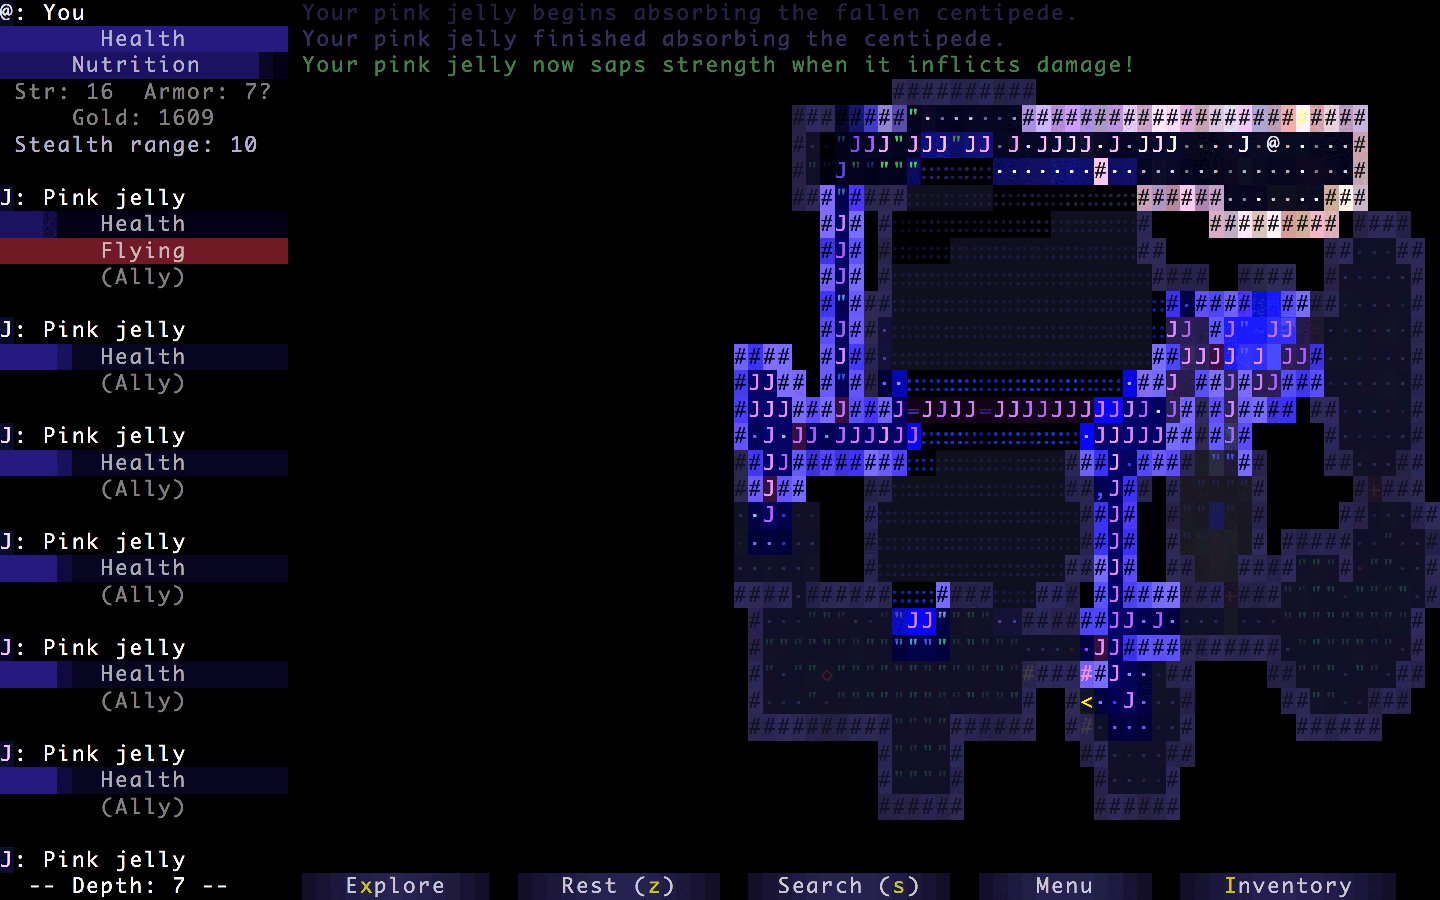 @: You
Health
Nutrition
Str: 16 Armor: 7?
Gold: 1609
Stealth range: 10
J: Pink jelly
Health
Flying
(Ally)
J: Pink jelly
Health
(Ally)
J: Pink jelly
Health
(Ally)
J: Pink jelly
Health
(Ally)
J: Pink jelly
Health
(Ally)
J: Pink jelly
Health
(Ally)
J: Pink jelly
-- Depth: 7 --
Your pink jelly begins absorbing the fallen centipede.
Your pink jelly finished absorbing the centipede.
Your pink jelly now saps strength when it inflicts damage!
Explore
Rest (z)
Search (s)
Menu
Inventory